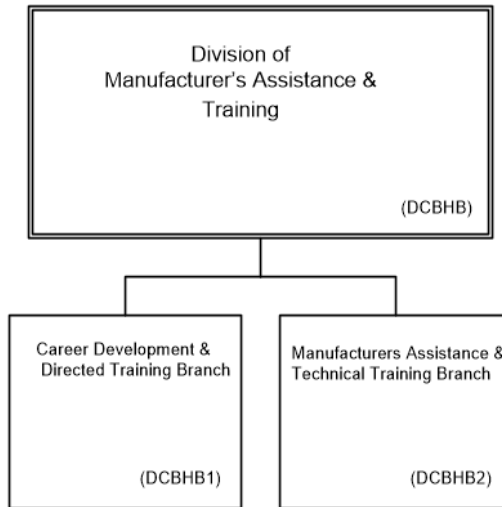 Division of
Manufacturer's Assistance &
Training
(DCBHB)
Career Development &
Directed Training Branch
(DCBHB1)
Manufacturers Assistance &
Technical Training Branch
(DCBHB2)